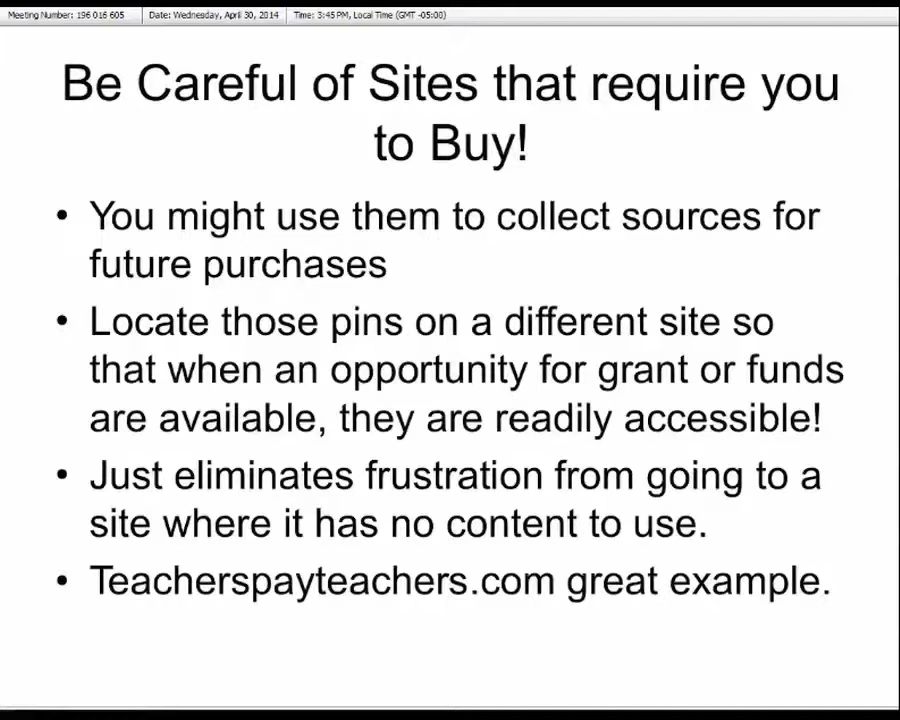 Meeting Number: 196 016 605 Date: Wednesday, April 30, 2014 Time: 3:45 PM, Local Time (GMT -05:00)
Be Careful of Sites that require you
to Buy!
• You might use them to collect sources for
future purchases
• Locate those pins on a different site so
that when an opportunity for grant or funds
are available, they are readily accessible!
• Just eliminates frustration from going to a
site where it has no content to use.
• Teacherspayteachers.com great example.